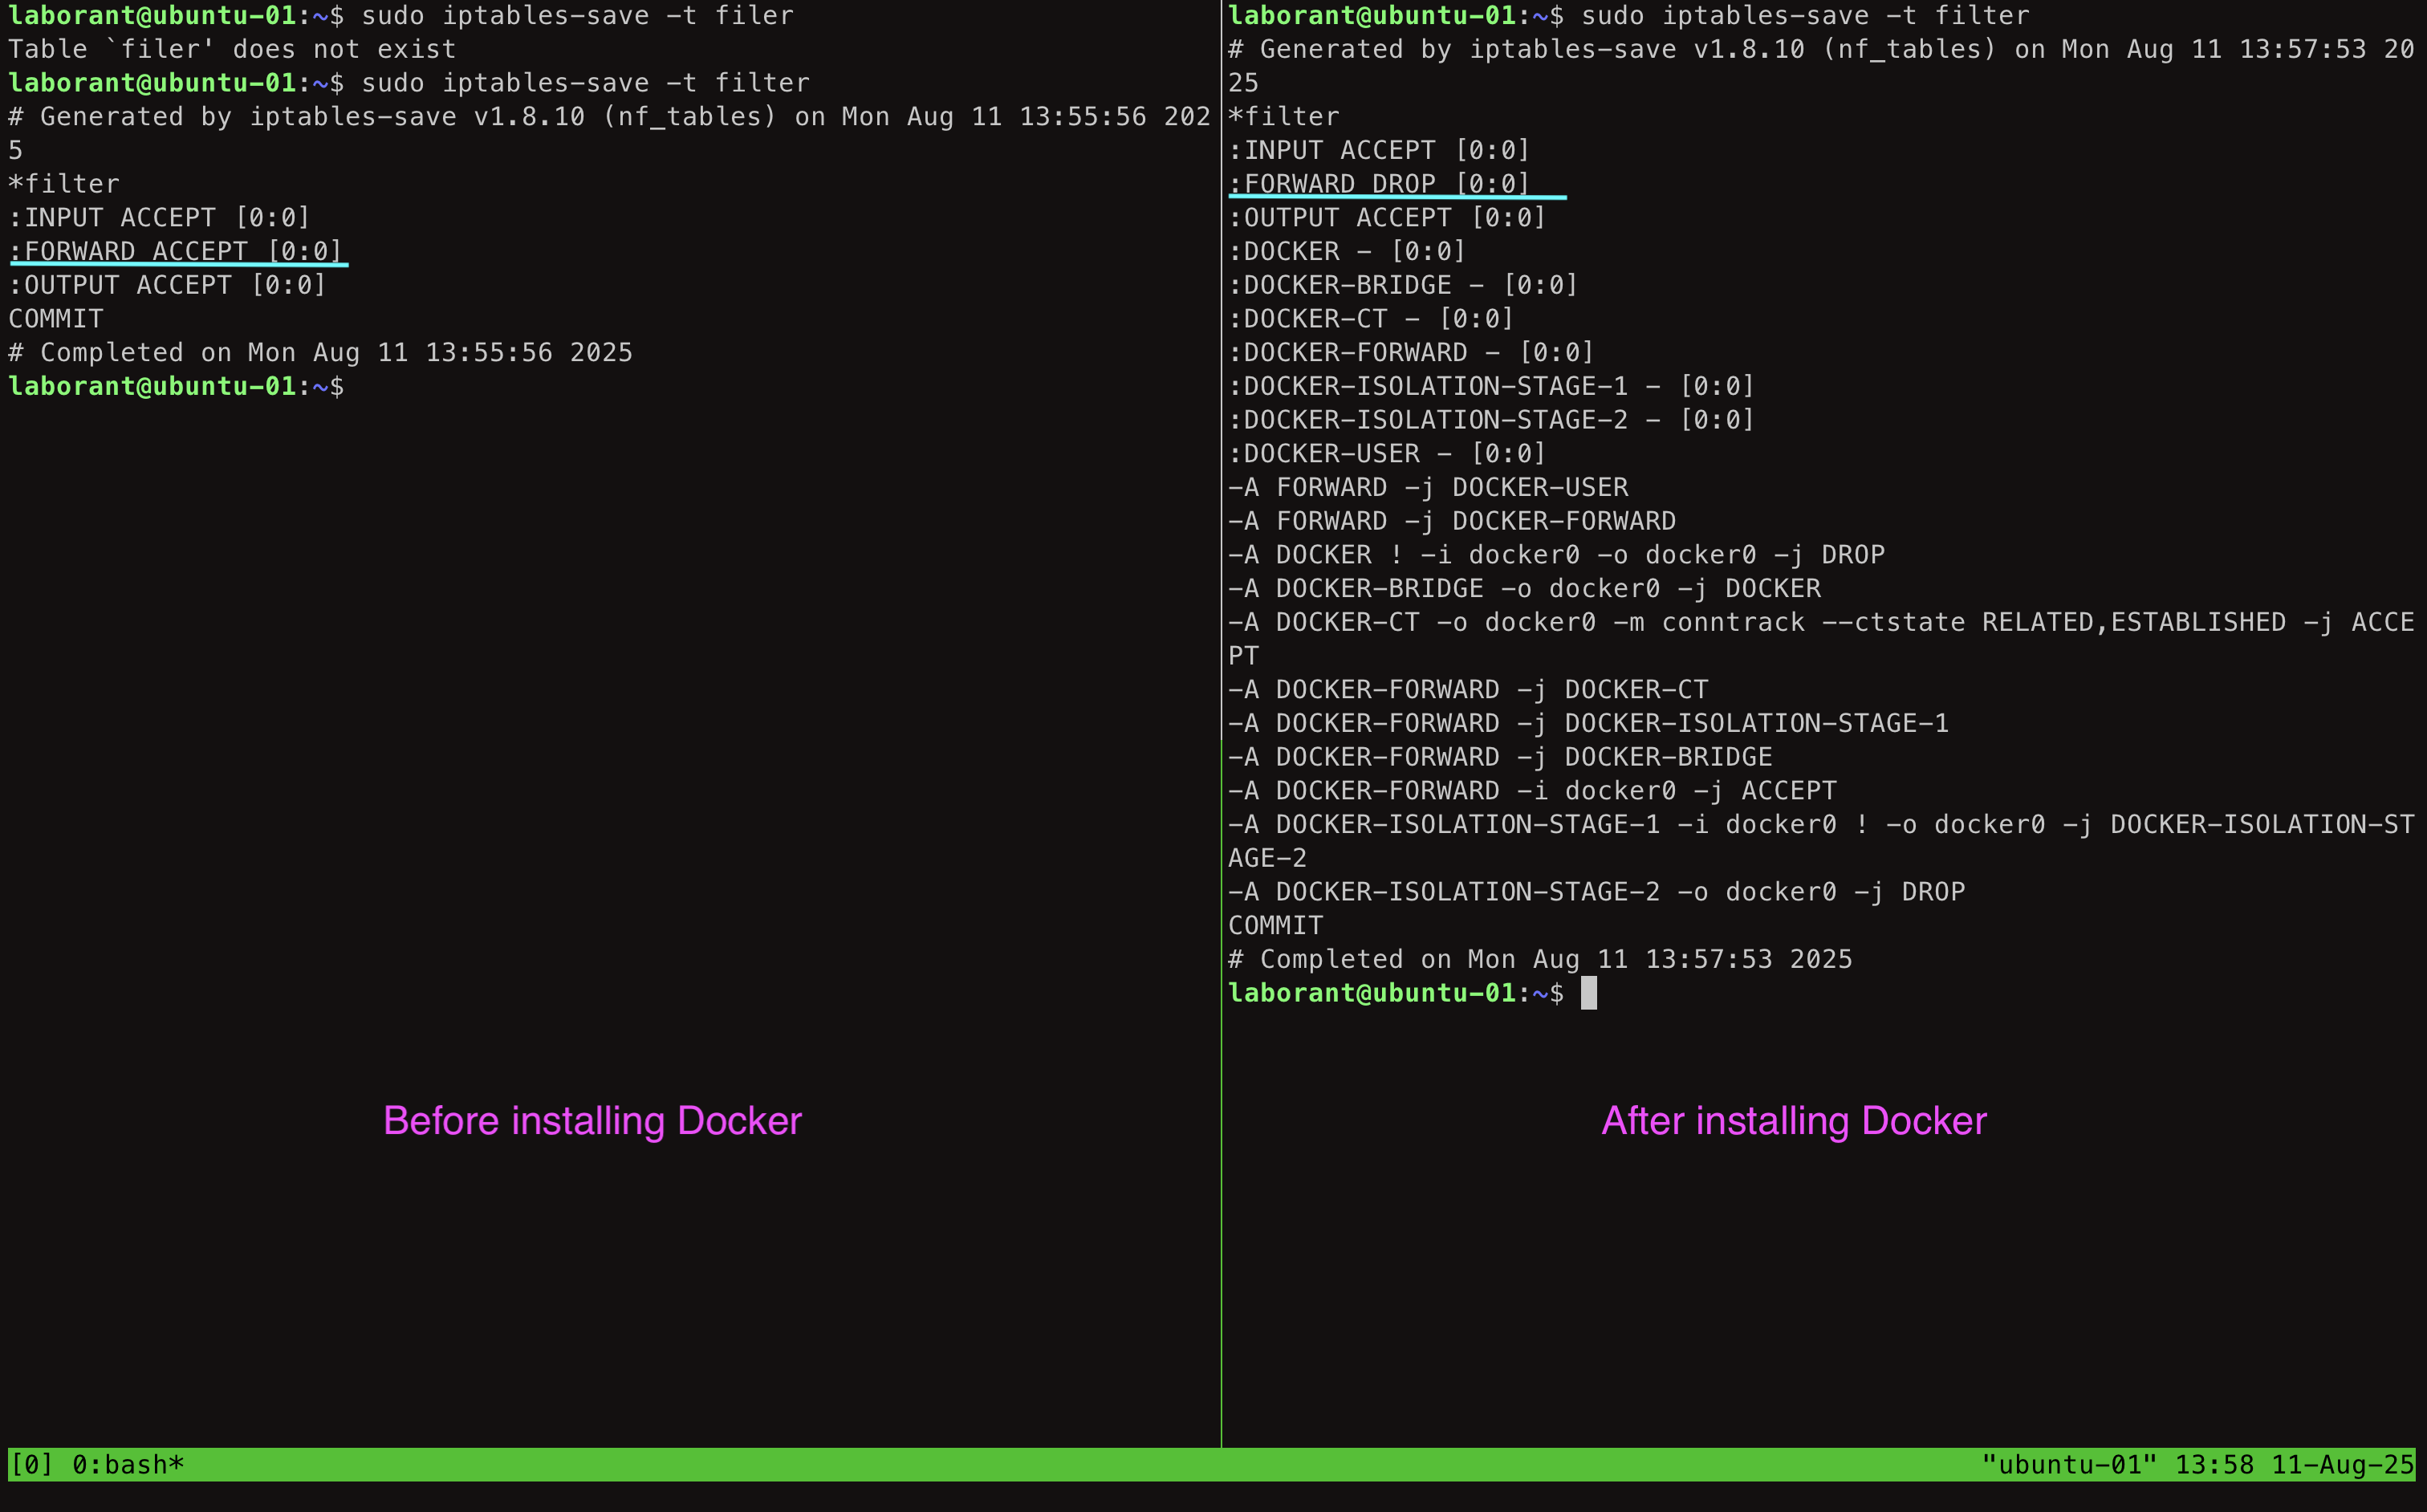 laborant@ubuntu-01:~$ sudo iptables-save -t filer
Table `filer' does not exist
laborant@ubuntu-01:~$ sudo iptables-save -t filter
# Generated by iptables-save v1.8.10 (nf_tables) on Mon Aug 11 13:55:56 202
5
*filter
:INPUT ACCEPT [0:0]
:FORWARD ACCEPT [0:0]
:OUTPUT ACCEPT [0:0]
COMMIT
# Completed on Mon Aug 11 13:55:56 2025
laborant@ubuntu-01:~$
Before installing Docker
laborant@ubuntu-01:~$ sudo iptables-save -t filter
# Generated by iptables-save v1.8.10 (nf_tables) on Mon Aug 11 13:57:53 20
25
*filter
:INPUT ACCEPT [0:0]
:FORWARD DROP [0:0]
:OUTPUT ACCEPT [0:0]
:DOCKER - [0:0]
:DOCKER-BRIDGE - [0:0]
:DOCKER-CT - [0:0]
:DOCKER-FORWARD - [0:0]
:DOCKER-ISOLATION-STAGE-1 - [0:0]
:DOCKER-ISOLATION-STAGE-2 - [0:0]
:DOCKER-USER - [0:0]
-A FORWARD -j DOCKER-USER
-A FORWARD -j DOCKER-FORWARD
-A DOCKER ! -i docker0 -o docker0 -j DROP
-A DOCKER-BRIDGE -o docker0 -j DOCKER
-A DOCKER-CT -o docker0 -m conntrack --ctstate RELATED,ESTABLISHED -j ACCE
PT
-A DOCKER-FORWARD -j DOCKER-CT
-A DOCKER-FORWARD -j DOCKER-ISOLATION-STAGE-1
-A DOCKER-FORWARD -j DOCKER-BRIDGE
-A DOCKER-FORWARD -i docker0 -j ACCEPT
-A DOCKER-ISOLATION-STAGE-1 -i docker0 ! -o docker0 -j DOCKER-ISOLATION-ST
AGE-2
-A DOCKER-ISOLATION-STAGE-2 -o docker0 -j DROP
COMMIT
# Completed on Mon Aug 11 13:57:53 2025
laborant@ubuntu-01:~$
After installing Docker
[0] 0:bash*
"ubuntu-01" 13:58 11-Aug-25